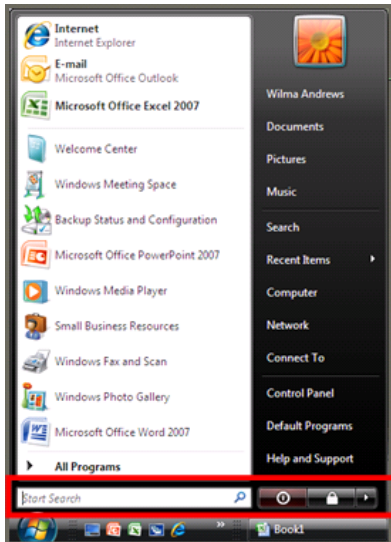 Internet
Internet Explorer
E-mail
Microsoft Office Outlook
Microsoft Office Excel 2007
Welcome Center
Windows Meeting Space
Backup Status and Configuration
Microsoft Office PowerPoint 2007
Windows Media Player
Small Business Resources
Windows Fax and Scan
Windows Photo Gallery
Microsoft Office Word 2007
All Programs
Start Search
Wilma Andrews
Documents
Pictures
Music
Search
Recent Items
Computer
Network
Connect To
Control Panel
Default Programs
Help and Support
Book1